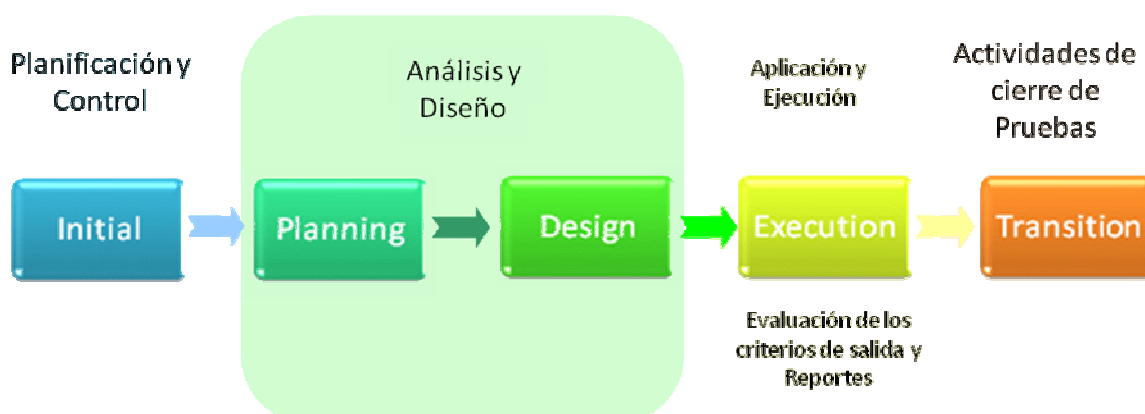 Planificación y
Control
Análisis y
Diseño
Aplicación y
Ejecución
Actividades de
cierre de
Pruebas
Initial
Planning
Design
Execution
Transition
Evaluación de los
criterios de salida y
Reportes